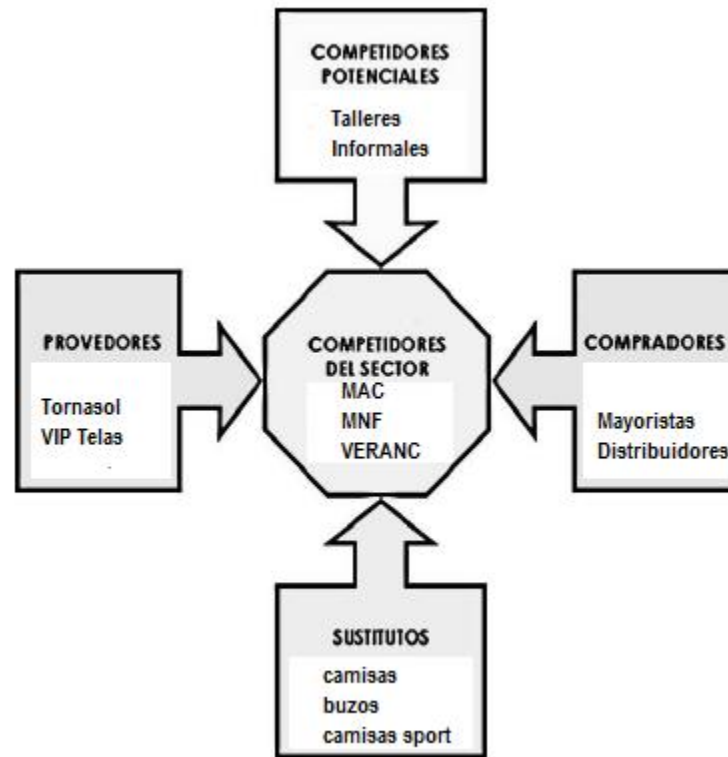 COMPETIDORES
POTENCIALES
Talleres
Informales
PROVEDORES
Tornasol
VIP Telas
COMPETIDORES
DEL SECTOR
MAC
MNF
VERANC
COMPRADORES
Mayoristas
Distribuidores
SUSTITUTOS
camisas
buzos
camisas sport